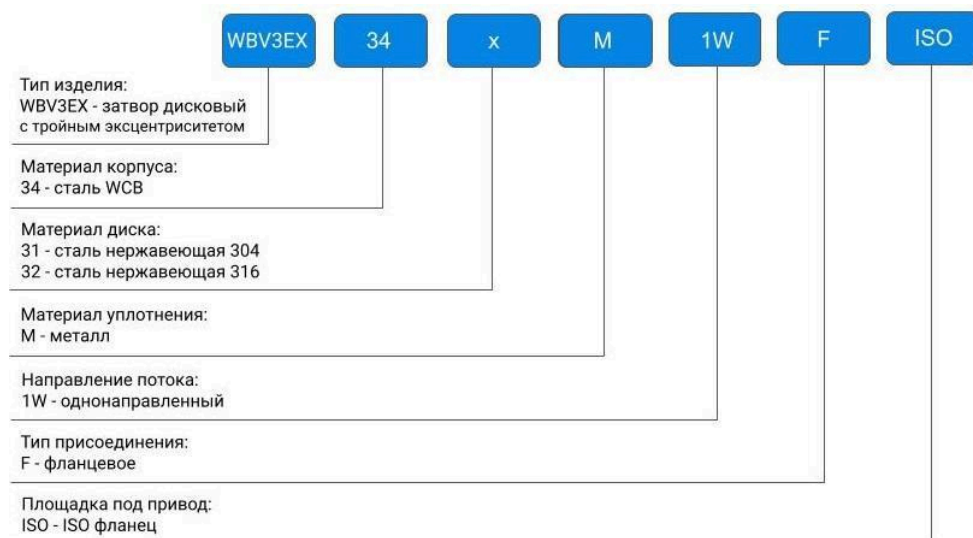 WBV3EX 34 x M 1W F ISO
Тип изделия:
WBV3EX - затвор дисковый
с тройным эксцентриситетом
Материал корпуса:
34 - сталь WCB
Материал диска:
31 - сталь нержавеющая 304
32 - сталь нержавеющая 316
Материал уплотнения:
М - металл
Направление потока:
1W - однонаправленный
Тип присоединения:
F - фланцевое
Площадка под привод:
ISO - ISO фланец